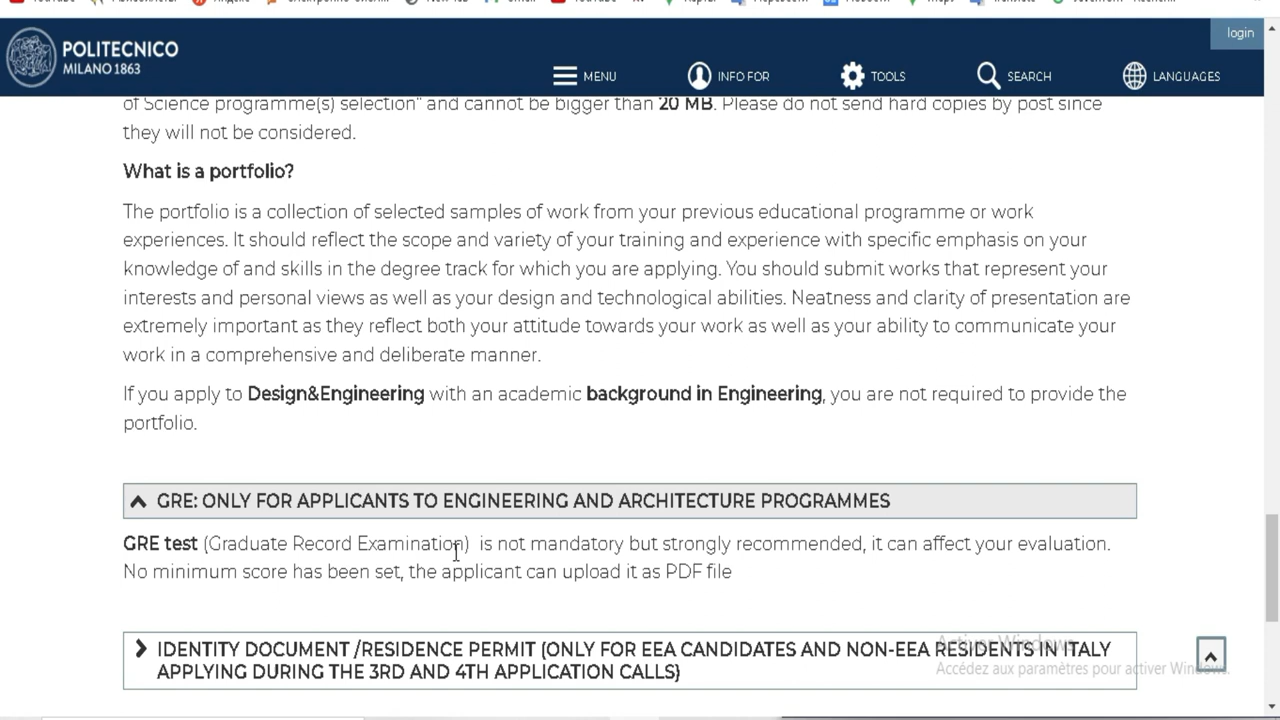 login
POLITECNICO
MILANO 1863
MENU
INFO FOR
TOOLS
SEARCH
LANGUAGES
of Science programme(s) selection" and cannot be bigger than 20 MB. Please do not send hard copies by post since
they will not be considered.
What is a portfolio?
The portfolio is a collection of selected samples of work from your previous educational programme or work
experiences. It should reflect the scope and variety of your training and experience with specific emphasis on your
knowledge of and skills in the degree track for which you are applying. You should submit works that represent your
interests and personal views as well as your design and technological abilities. Neatness and clarity of presentation are
extremely important as they reflect both your attitude towards your work as well as your ability to communicate your
work in a comprehensive and deliberate manner.
If you apply to Design&Engineering with an academic background in Engineering, you are not required to provide the
portfolio.
GRE: ONLY FOR APPLICANTS TO ENGINEERING AND ARCHITECTURE PROGRAMMES
GRE test (Graduate Record Examination) is not mandatory but strongly recommended, it can affect your evaluation.
No minimum score has been set, the applicant can upload it as PDF file
IDENTITY DOCUMENT /RESIDENCE PERMIT (ONLY FOR EEA CANDIDATES AND NON-EEA RESIDENTS IN ITALY
APPLYING DURING THE 3RD AND 4TH APPLICATION CALLS)
Activer Windows
Accédez aux paramètres pour activer Windows.